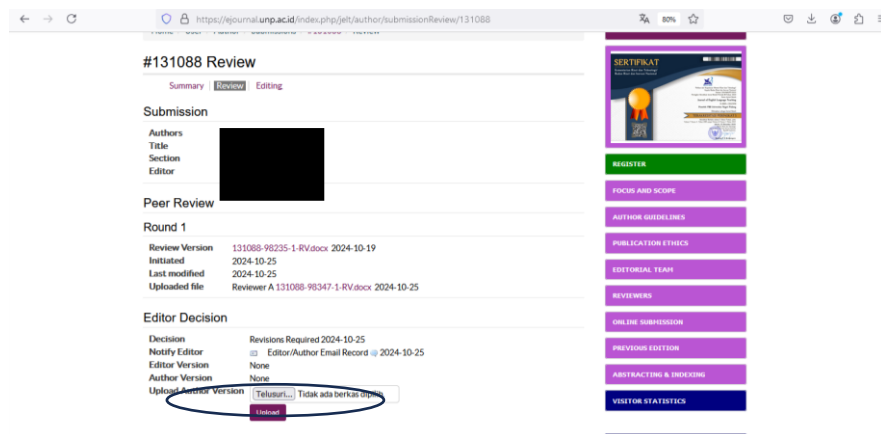 https://ejournal.unp.ac.id/index.php/jelt/author/submissionReview/131088
80%
#131088 Review
Summary
Review
Editing
Submission
Authors
Title
Section
Editor
Peer Review
Round 1
Review Version 131088-98235-1-RV.docx 2024-10-19
Initiated 2024-10-25
Last modified 2024-10-25
Uploaded file Reviewer A 131088-98347-1-RV.docx 2024-10-25
Editor Decision
Decision Revisions Required 2024-10-25
Notify Editor Editor/Author Email Record 2024-10-25
Editor Version None
Author Version None
Upload Author Version Telusuri... Tidak ada berkas dipilih.
Upload
SERTIFIKAT
REGISTER
FOCUS AND SCOPE
AUTHOR GUIDELINES
PUBLICATION ETHICS
EDITORIAL TEAM
REVIEWERS
ONLINE SUBMISSION
PREVIOUS EDITION
ABSTRACTING & INDEXING
VISITOR STATISTICS